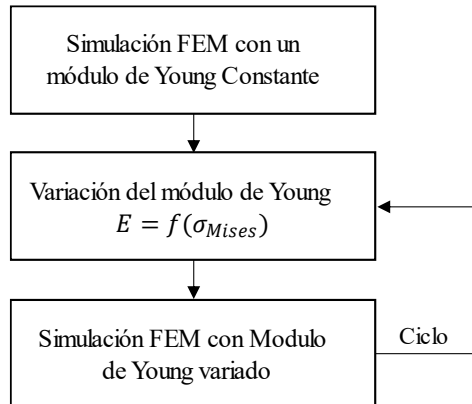 Simulación FEM con un
módulo de Young Constante
Variación del módulo de Young
E = f(σ_Mises)
Simulación FEM con Modulo
de Young variado
Ciclo